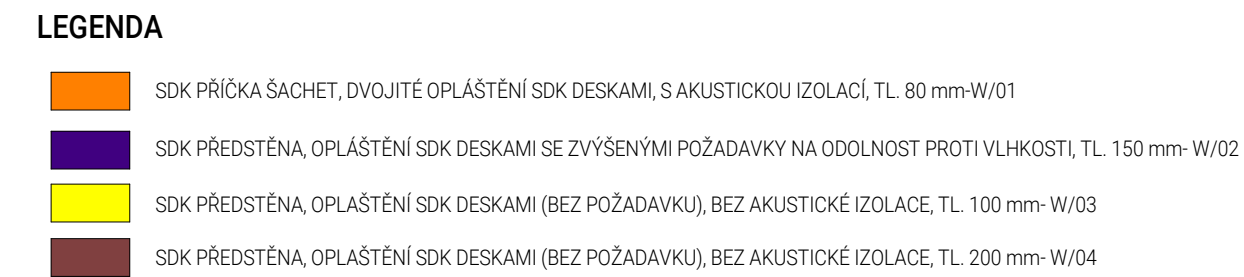 LEGENDA
SDK PŘÍČKA ŠACHET, DVOJITÉ OPLÁŠTĚNÍ SDK DESKAMI, S AKUSTICKOU IZOLACÍ, TL. 80 mm-W/01
SDK PŘEDSTĚNA, OPLÁŠTĚNÍ SDK DESKAMI SE ZVÝŠENÝMI POŽADAVKY NA ODOLNOST PROTI VLHKOSTI, TL. 150 mm- W/02
SDK PŘEDSTĚNA, OPLAŠTĚNÍ SDK DESKAMI (BEZ POŽADAVKU), BEZ AKUSTICKÉ IZOLACE, TL. 100 mm- W/03
SDK PŘEDSTĚNA, OPLAŠTĚNÍ SDK DESKAMI (BEZ POŽADAVKU), BEZ AKUSTICKÉ IZOLACE, TL. 200 mm- W/04